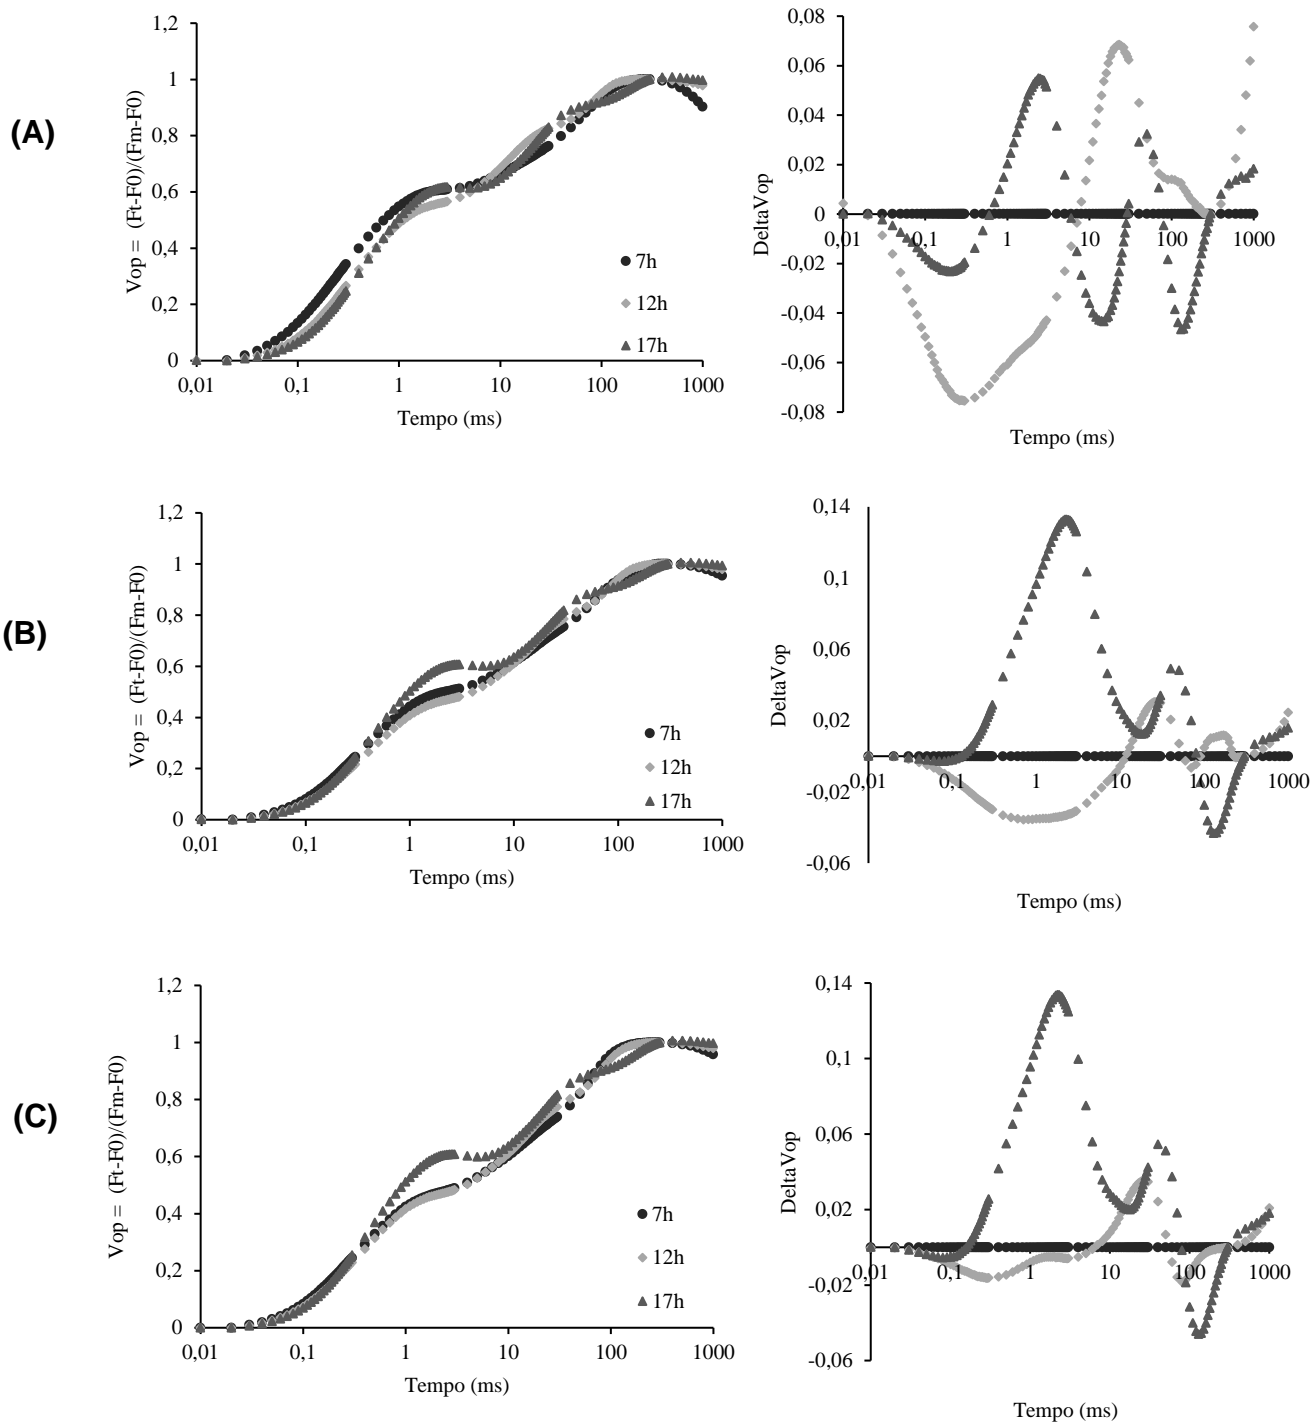 (A)
Vop = (Ft-F0)/(Fm-F0)
1,2
1
0,8
0,6
0,4
0,2
0
0,01 0,1 1 10 100 1000
Tempo (ms)
7h
12h
17h
DeltaVop
0,08
0,06
0,04
0,02
0
-0,02
-0,04
-0,06
-0,08
0,01 0,1 1 10 100 1000
Tempo (ms)
(B)
Vop = (Ft-F0)/(Fm-F0)
1,2
1
0,8
0,6
0,4
0,2
0
0,01 0,1 1 10 100 1000
Tempo (ms)
7h
12h
17h
DeltaVop
0,14
0,1
0,06
0,02
-0,02
-0,06
0,01 0,1 1 10 100 1000
Tempo (ms)
(C)
Vop = (Ft-F0)/(Fm-F0)
1,2
1
0,8
0,6
0,4
0,2
0
0,01 0,1 1 10 100 1000
Tempo (ms)
7h
12h
17h
DeltaVop
0,14
0,1
0,06
0,02
-0,02
-0,06
0,01 0,1 1 10 100 1000
Tempo (ms)